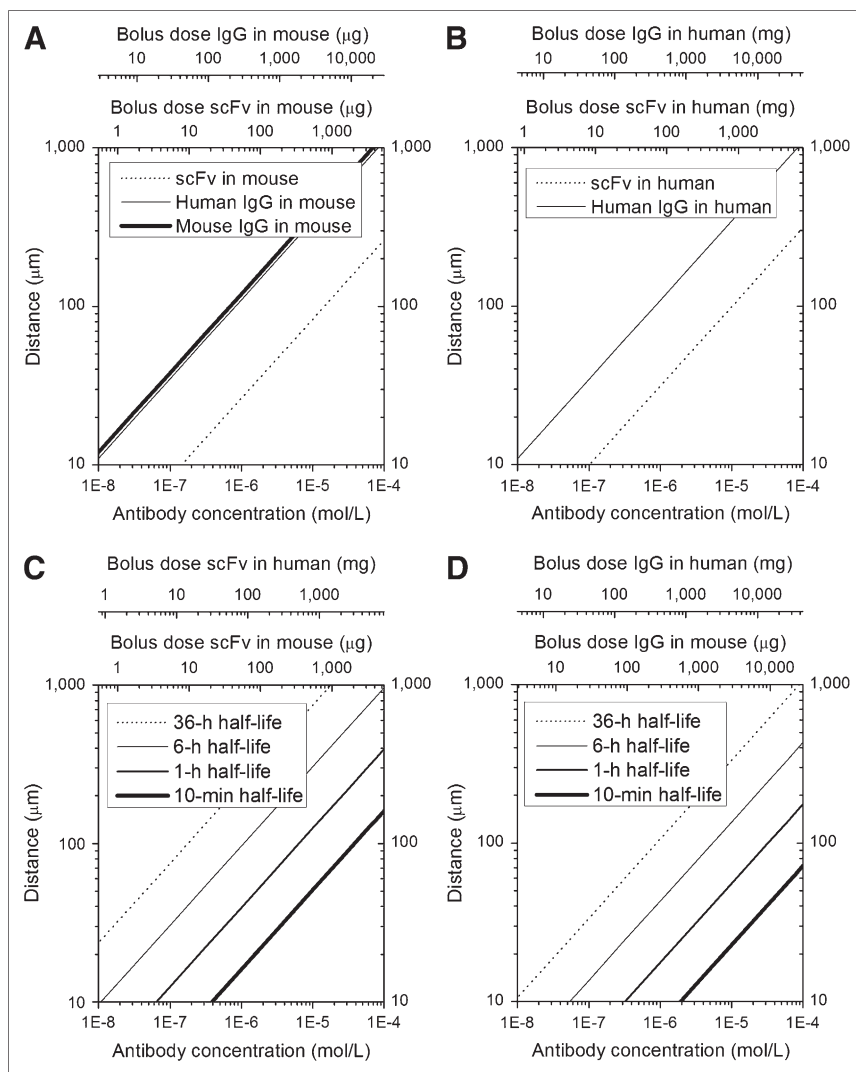 A
Bolus dose IgG in mouse (μg)
10 100 1,000 10,000
Bolus dose scFv in mouse (μg)
1 10 100 1,000
1,000 1,000
scFv in mouse
Human IgG in mouse
Mouse IgG in mouse
Distance (μm)
100 100
10 10
1E-8 1E-7 1E-6 1E-5 1E-4
Antibody concentration (mol/L)
B
Bolus dose IgG in human (mg)
10 100 1,000 10,000
Bolus dose scFv in human (mg)
1 10 100 1,000
1,000 1,000
scFv in human
Human IgG in human
Distance (μm)
100 100
10 10
1E-8 1E-7 1E-6 1E-5 1E-4
Antibody concentration (mol/L)
C
Bolus dose scFv in human (mg)
1 10 100 1,000
Bolus dose scFv in mouse (μg)
1 10 100 1,000
1,000 1,000
36-h half-life
6-h half-life
1-h half-life
10-min half-life
Distance (μm)
100 100
10 10
1E-8 1E-7 1E-6 1E-5 1E-4
Antibody concentration (mol/L)
D
Bolus dose IgG in human (mg)
10 100 1,000 10,000
Bolus dose IgG in mouse (μg)
10 100 1,000 10,000
1,000 1,000
36-h half-life
6-h half-life
1-h half-life
10-min half-life
Distance (μm)
100 100
10 10
1E-8 1E-7 1E-6 1E-5 1E-4
Antibody concentration (mol/L)